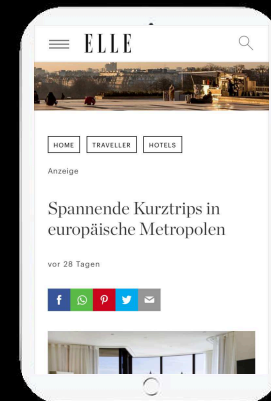 ELLE
HOME TRAVELLER HOTELS
Anzeige
Spannende Kurztrips in
europäische Metropolen
vor 28 Tagen